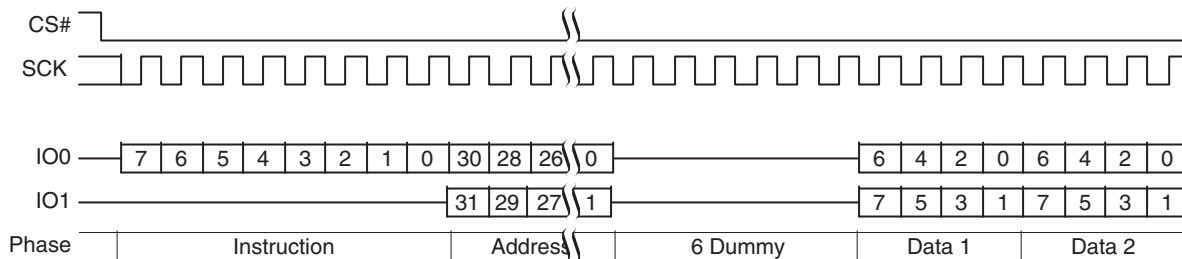 CS#
SCK
IO0 7 6 5 4 3 2 1 0 30 28 26 0 6 4 2 0 6 4 2 0
IO1 31 29 27 1 7 5 3 1 7 5 3 1
Phase Instruction Address 6 Dummy Data 1 Data 2